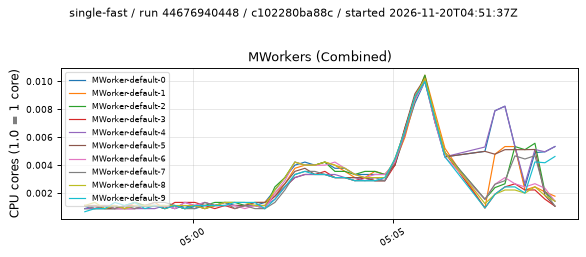 single-fast / run 44676940448 / c102280ba88c / started 2026-11-20T04:51:37Z
MWorkers (Combined)
CPU cores (1.0 = 1 core)
0.010
0.008
0.006
0.004
0.002
MWorker-default-0
MWorker-default-1
MWorker-default-2
MWorker-default-3
MWorker-default-4
MWorker-default-5
MWorker-default-6
MWorker-default-7
MWorker-default-8
MWorker-default-9
05:00
05:05